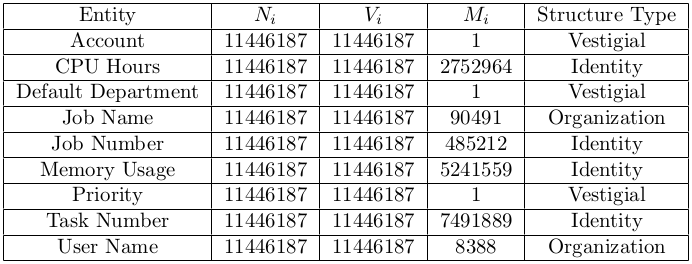 Entity N_i V_i M_i Structure Type
Account 11446187 11446187 1 Vestigial
CPU Hours 11446187 11446187 2752964 Identity
Default Department 11446187 11446187 1 Vestigial
Job Name 11446187 11446187 90491 Organization
Job Number 11446187 11446187 485212 Identity
Memory Usage 11446187 11446187 5241559 Identity
Priority 11446187 11446187 1 Vestigial
Task Number 11446187 11446187 7491889 Identity
User Name 11446187 11446187 8388 Organization